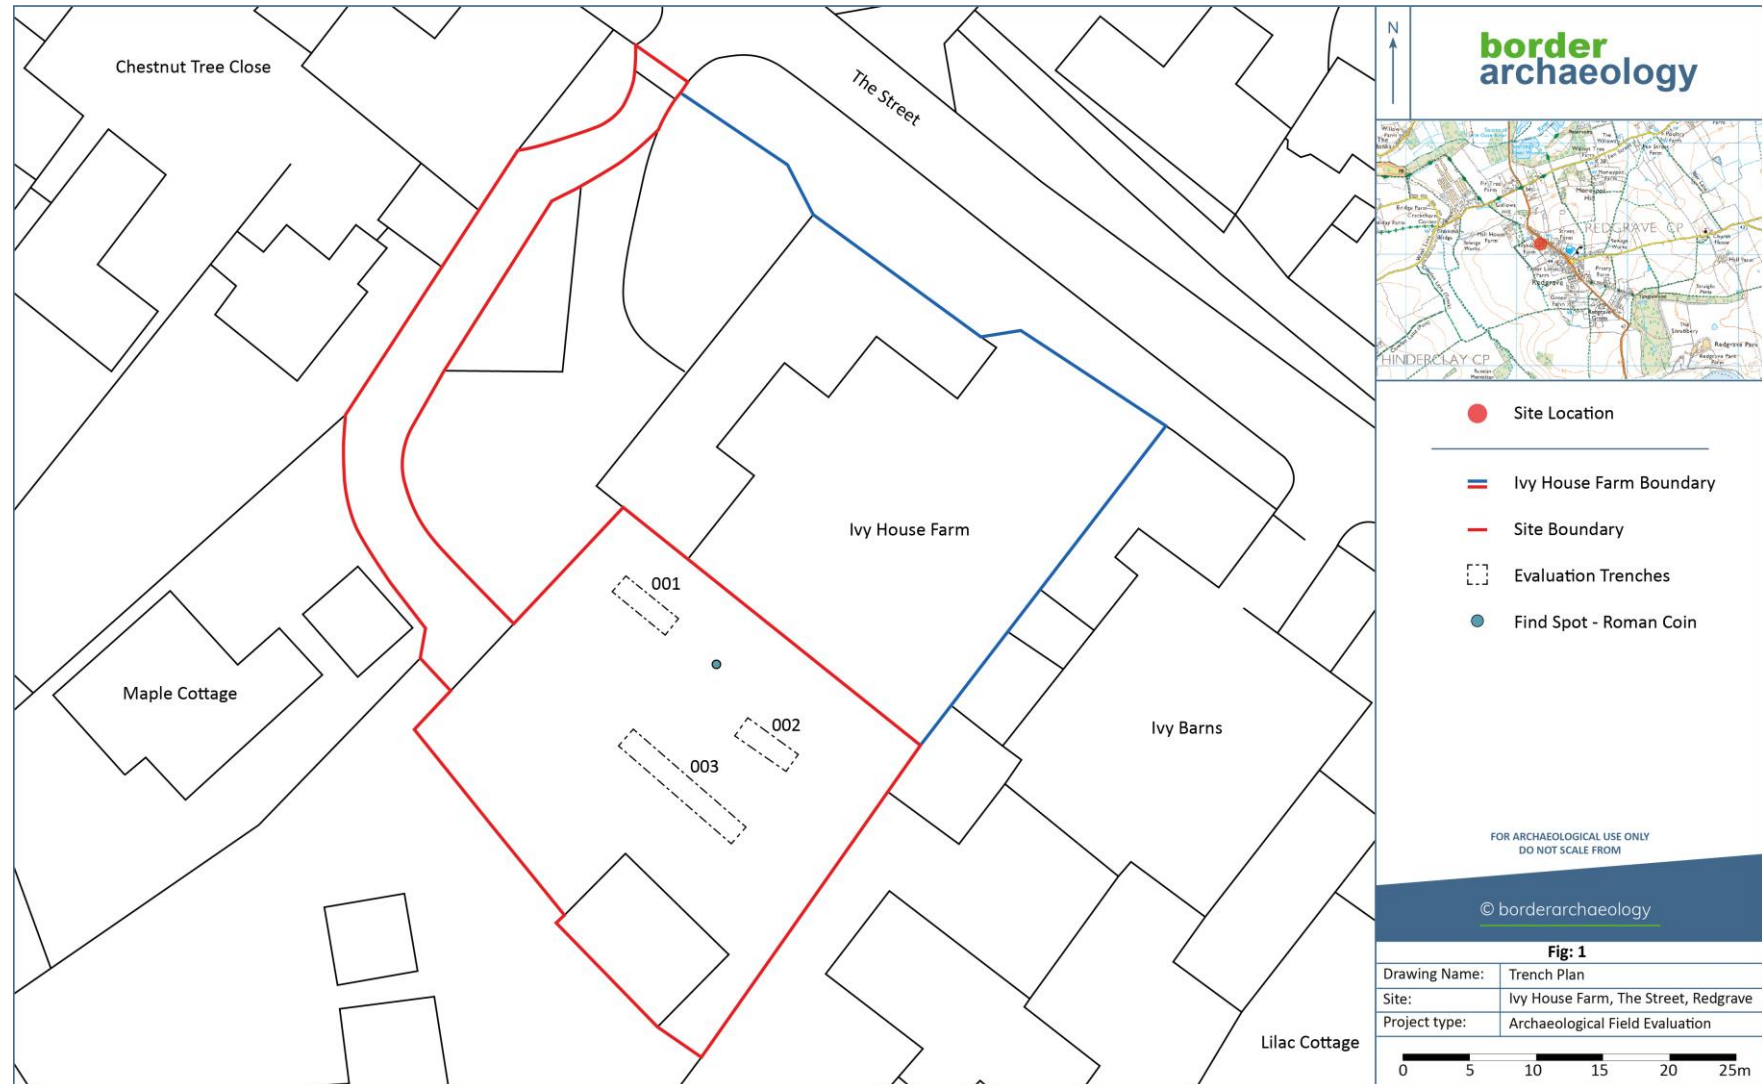 Chestnut Tree Close
The Street
Ivy House Farm
001
002
003
Maple Cottage
Ivy Barns
Lilac Cottage
N
border
archaeology
REDGRAVE CP
Redgrave
HINDERCLAY CP
Redgrave Park
Site Location
Ivy House Farm Boundary
Site Boundary
Evaluation Trenches
Find Spot - Roman Coin
FOR ARCHAEOLOGICAL USE ONLY
DO NOT SCALE FROM
© borderarchaeology
Fig: 1
Drawing Name: Trench Plan
Site: Ivy House Farm, The Street, Redgrave
Project type: Archaeological Field Evaluation
0 5 10 15 20 25m